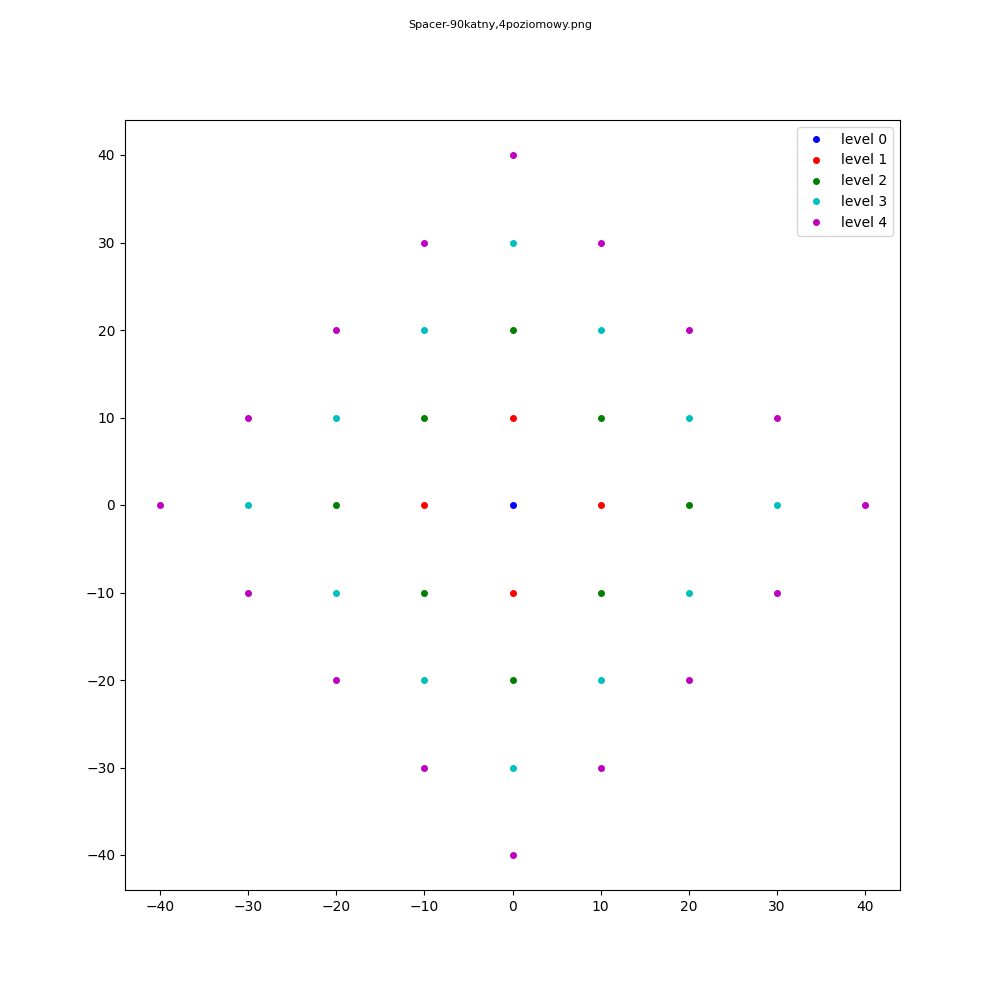 Spacer-90katny,4poziomowy.png
level 0
level 1
level 2
level 3
level 4
40
30
20
10
0
−10
−20
−30
−40
−40 −30 −20 −10 0 10 20 30 40